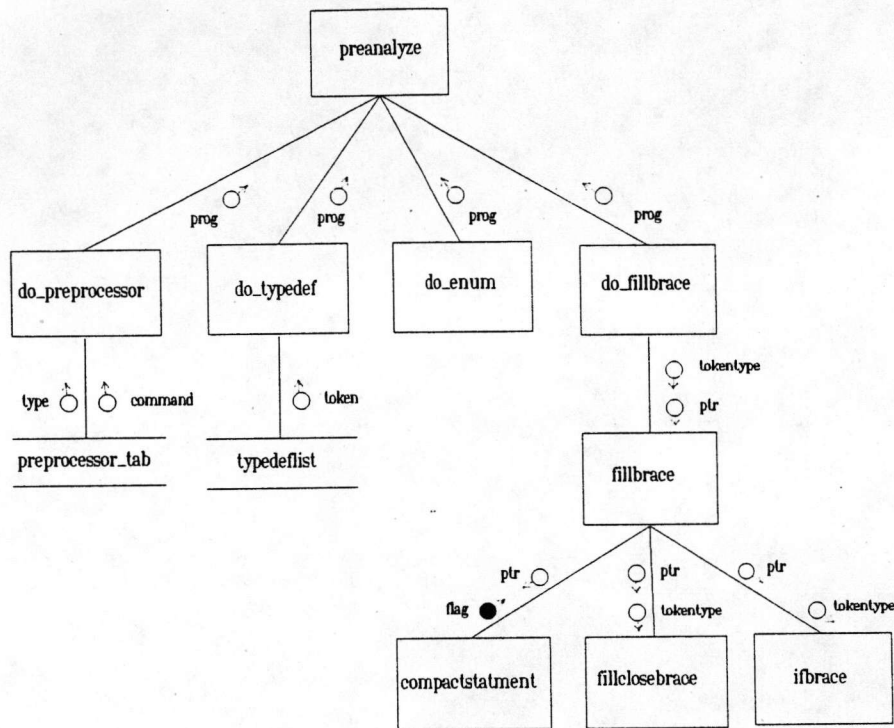 preanalyze
prog prog prog prog
do_preprocessor do_typedef do_enum do_fillbrace
tokentype
type command token ptr
preprocessor_tab typedeflist fillbrace
ptr ptr ptr
flag tokentype tokentype
compactstatment fillclosebrace ifbrace